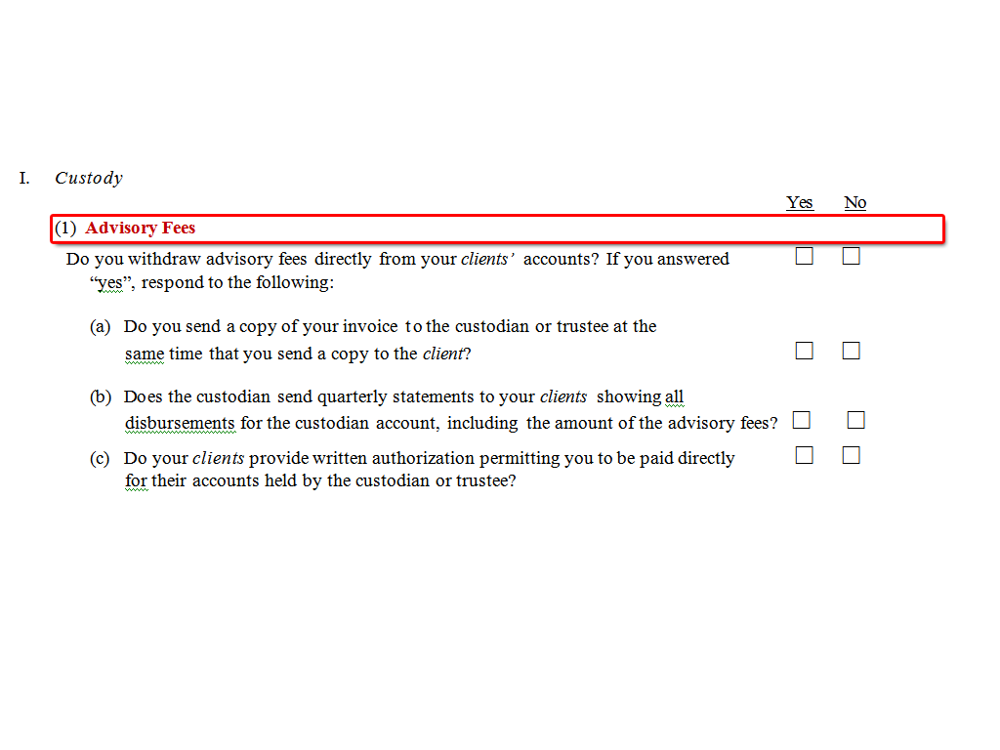 I. Custody
Yes No
(1) Advisory Fees
Do you withdraw advisory fees directly from your clients’ accounts? If you answered
“yes”, respond to the following:
(a) Do you send a copy of your invoice to the custodian or trustee at the
same time that you send a copy to the client?
(b) Does the custodian send quarterly statements to your clients showing all
disbursements for the custodian account, including the amount of the advisory fees?
(c) Do your clients provide written authorization permitting you to be paid directly
for their accounts held by the custodian or trustee?